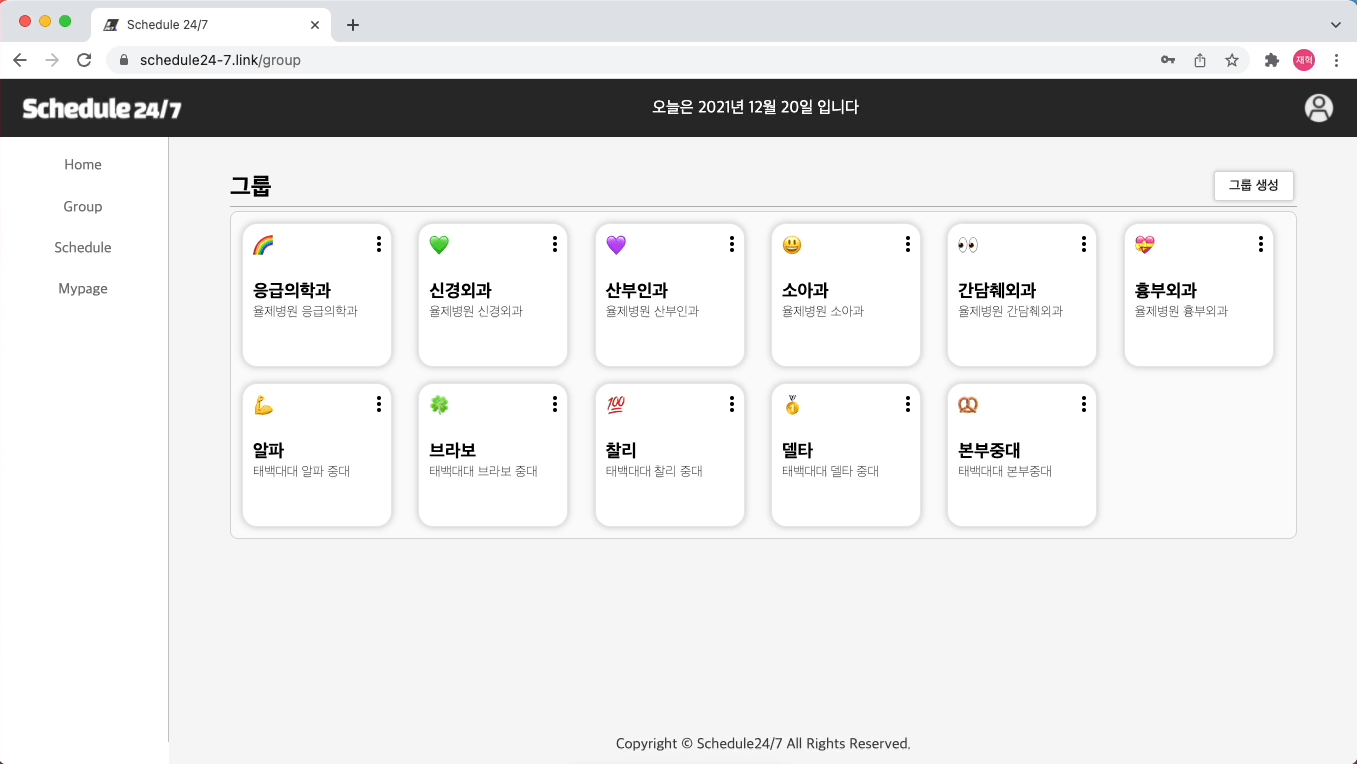 Schedule 24/7
schedule24-7.link/group
재혁
Schedule 24/7
오늘은 2021년 12월 20일 입니다
Home
Group
Schedule
Mypage
그룹
그룹 생성
응급의학과
율제병원 응급의학과
신경외과
율제병원 신경외과
산부인과
율제병원 산부인과
소아과
율제병원 소아과
간담췌외과
율제병원 간담췌외과
흉부외과
율제병원 흉부외과
알파
태백대대 알파 중대
브라보
태백대대 브라보 중대
찰리
태백대대 찰리 중대
델타
태백대대 델타 중대
본부중대
태백대대 본부중대
Copyright © Schedule24/7 All Rights Reserved.